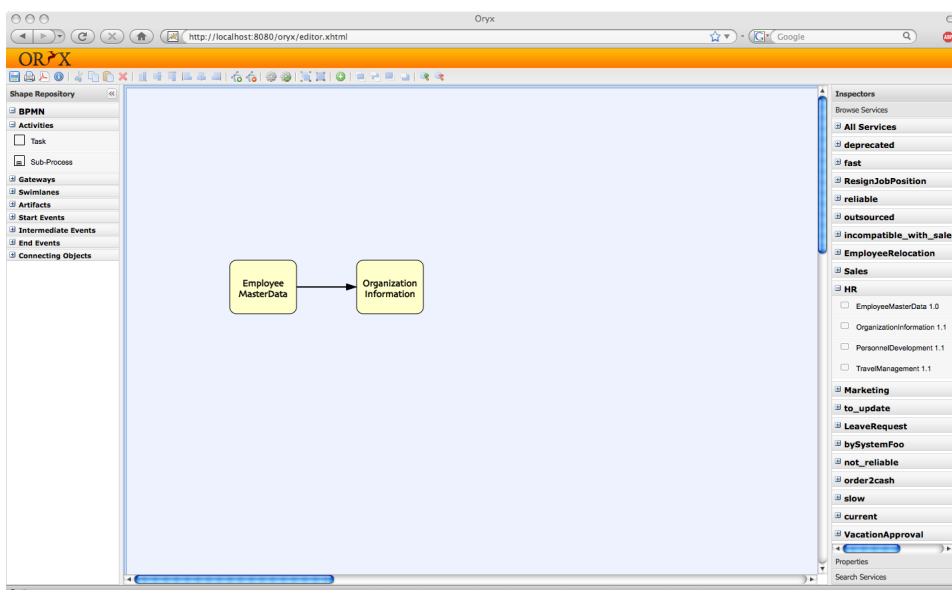 Oryx
http://localhost:8080/oryx/editor.xhtml
Google
ORYX
Shape Repository
BPMN
Activities
Task
Sub-Process
Gateways
Swimlanes
Artifacts
Start Events
Intermediate Events
End Events
Connecting Objects
Employee
MasterData
Organization
Information
Inspectors
Browse Services
All Services
deprecated
fast
ResignJobPosition
reliable
outsourced
incompatible_with_sale
EmployeeRelocation
Sales
HR
EmployeeMasterData 1.0
OrganizationInformation 1.1
PersonnelDevelopment 1.1
TravelManagement 1.1
Marketing
to_update
LeaveRequest
bySystemFoo
not_reliable
order2cash
slow
current
VacationApproval
Properties
Search Services